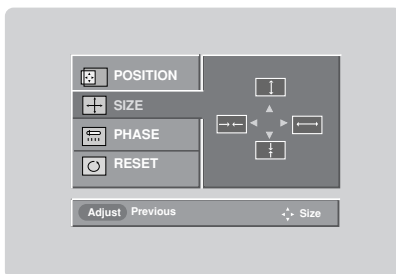 POSITION
SIZE
PHASE
RESET
Adjust Previous
Size